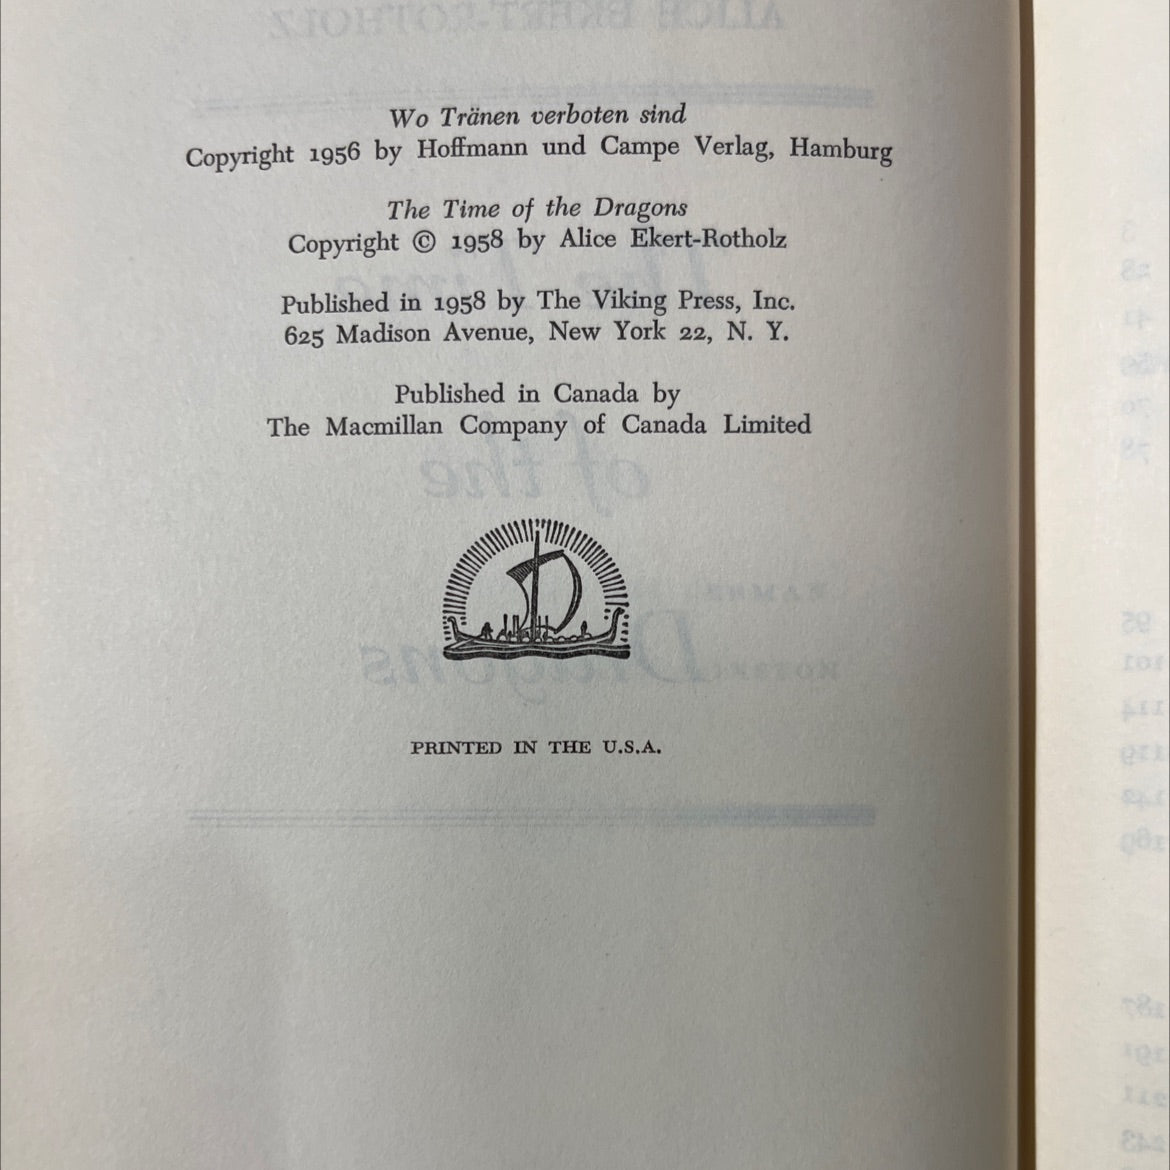 Wo Tränen verboten sind
Copyright 1956 by Hoffmann und Campe Verlag, Hamburg
The Time of the Dragons
Copyright © 1958 by Alice Ekert-Rotholz
Published in 1958 by The Viking Press, Inc.
625 Madison Avenue, New York 22, N. Y.
Published in Canada by
The Macmillan Company of Canada Limited
PRINTED IN THE U.S.A.